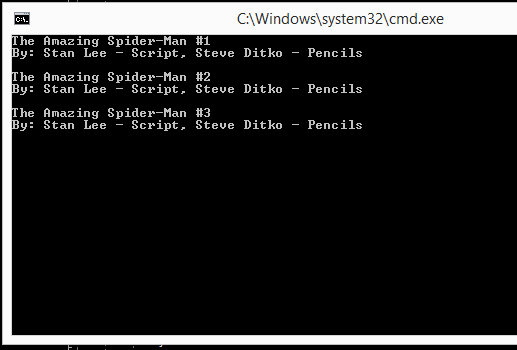 C:\Windows\system32\cmd.exe
The Amazing Spider-Man #1
By: Stan Lee - Script, Steve Ditko - Pencils
The Amazing Spider-Man #2
By: Stan Lee - Script, Steve Ditko - Pencils
The Amazing Spider-Man #3
By: Stan Lee - Script, Steve Ditko - Pencils